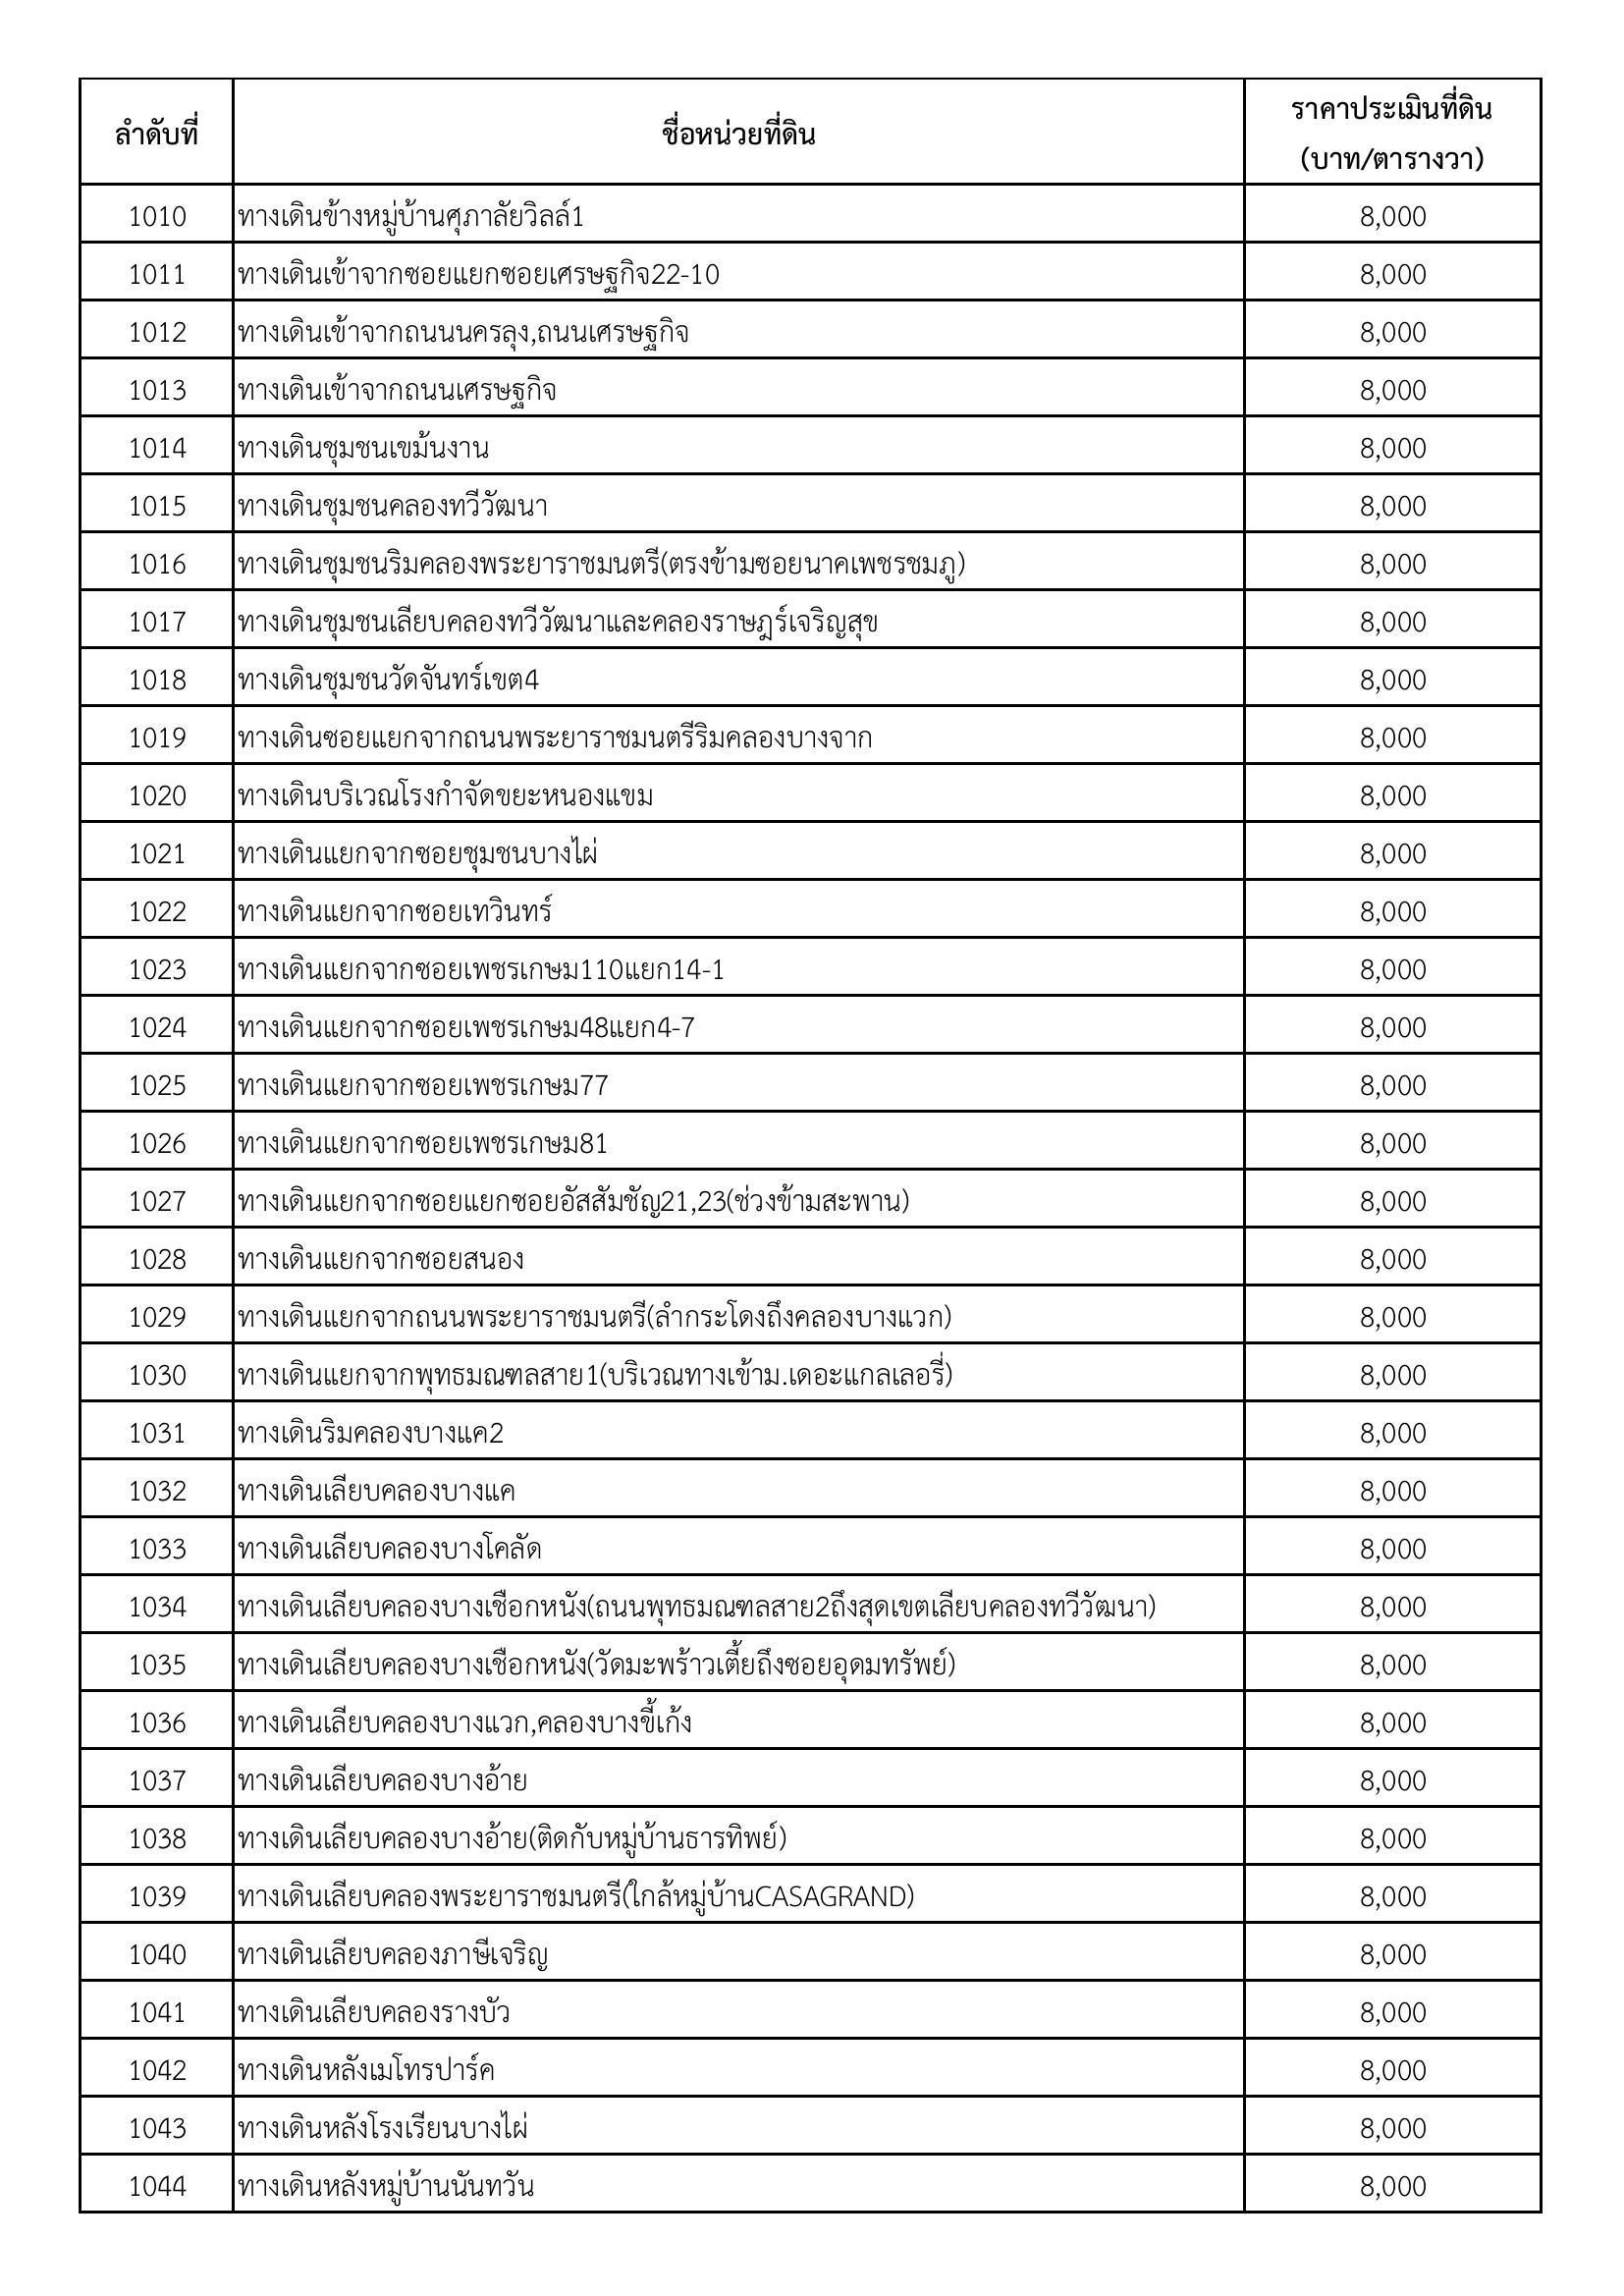 ลำดับที่ ชื่อหน่วยที่ดิน ราคาประเมินที่ดิน
(บาท/ตารางวา)
1010 ทางเดินข้างหมู่บ้านศุภาลัยวิลล์1 8,000
1011 ทางเดินเข้าจากซอยแยกซอยเศรษฐกิจ22-10 8,000
1012 ทางเดินเข้าจากถนนนครลุง,ถนนเศรษฐกิจ 8,000
1013 ทางเดินเข้าจากถนนเศรษฐกิจ 8,000
1014 ทางเดินชุมชนเขม้นงาน 8,000
1015 ทางเดินชุมชนคลองทวีวัฒนา 8,000
1016 ทางเดินชุมชนริมคลองพระยาราชมนตรี(ตรงข้ามซอยนาคเพชรชมภู) 8,000
1017 ทางเดินชุมชนเลียบคลองทวีวัฒนาและคลองราษฎร์เจริญสุข 8,000
1018 ทางเดินชุมชนวัดจันทร์เขต4 8,000
1019 ทางเดินซอยแยกจากถนนพระยาราชมนตรีริมคลองบางจาก 8,000
1020 ทางเดินบริเวณโรงกำจัดขยะหนองแขม 8,000
1021 ทางเดินแยกจากซอยชุมชนบางไผ่ 8,000
1022 ทางเดินแยกจากซอยเทวินทร์ 8,000
1023 ทางเดินแยกจากซอยเพชรเกษม110แยก14-1 8,000
1024 ทางเดินแยกจากซอยเพชรเกษม48แยก4-7 8,000
1025 ทางเดินแยกจากซอยเพชรเกษม77 8,000
1026 ทางเดินแยกจากซอยเพชรเกษม81 8,000
1027 ทางเดินแยกจากซอยแยกซอยอัสสัมชัญ21,23(ช่วงข้ามสะพาน) 8,000
1028 ทางเดินแยกจากซอยสนอง 8,000
1029 ทางเดินแยกจากถนนพระยาราชมนตรี(ลำกระโดงถึงคลองบางแวก) 8,000
1030 ทางเดินแยกจากพุทธมณฑลสาย1(บริเวณทางเข้าม.เดอะแกลเลอรี่) 8,000
1031 ทางเดินริมคลองบางแค2 8,000
1032 ทางเดินเลียบคลองบางแค 8,000
1033 ทางเดินเลียบคลองบางโคลัด 8,000
1034 ทางเดินเลียบคลองบางเชือกหนัง(ถนนพุทธมณฑลสาย2ถึงสุดเขตเลียบคลองทวีวัฒนา) 8,000
1035 ทางเดินเลียบคลองบางเชือกหนัง(วัดมะพร้าวเตี้ยถึงซอยอุดมทรัพย์) 8,000
1036 ทางเดินเลียบคลองบางแวก,คลองบางขี้เก้ง 8,000
1037 ทางเดินเลียบคลองบางอ้าย 8,000
1038 ทางเดินเลียบคลองบางอ้าย(ติดกับหมู่บ้านธารทิพย์) 8,000
1039 ทางเดินเลียบคลองพระยาราชมนตรี(ใกล้หมู่บ้านCASAGRAND) 8,000
1040 ทางเดินเลียบคลองภาษีเจริญ 8,000
1041 ทางเดินเลียบคลองรางบัว 8,000
1042 ทางเดินหลังเมโทรปาร์ค 8,000
1043 ทางเดินหลังโรงเรียนบางไผ่ 8,000
1044 ทางเดินหลังหมู่บ้านนันทวัน 8,000